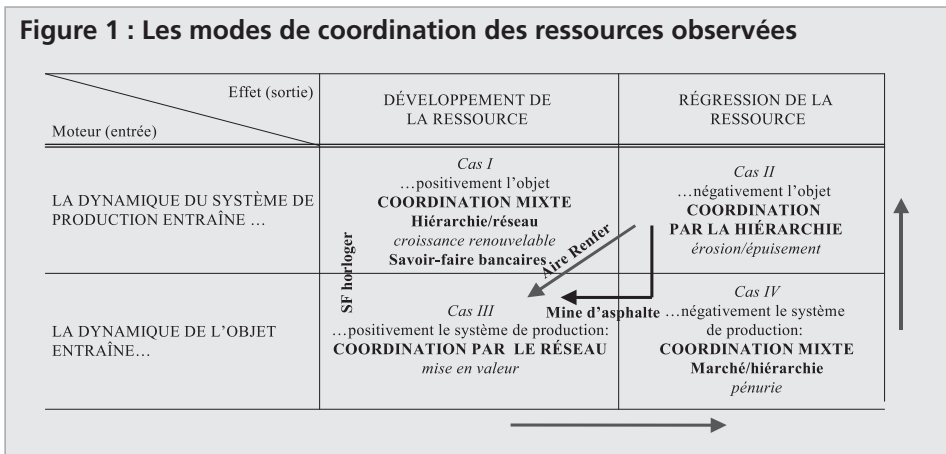 Figure 1 : Les modes de coordination des ressources observées
Effet (sortie)
Moteur (entrée)
DÉVELOPPEMENT DE
LA RESSOURCE
RÉGRESSION DE LA
RESSOURCE
LA DYNAMIQUE DU SYSTÈME DE
PRODUCTION ENTRAÎNE …
Cas I
…positivement l’objet
COORDINATION MIXTE
Hiérarchie/réseau
croissance renouvelable
Savoir-faire bancaires
Cas II
…négativement l’objet
COORDINATION
PAR LA HIÉRARCHIE
érosion/épuisement
SF horloger
Aire Renfer
Mine d'asphalte
LA DYNAMIQUE DE L’OBJET
ENTRAÎNE…
Cas III
…positivement le système de production:
COORDINATION PAR LE RÉSEAU
mise en valeur
Cas IV
…négativement le système
de production:
COORDINATION MIXTE
Marché/hiérarchie
pénurie